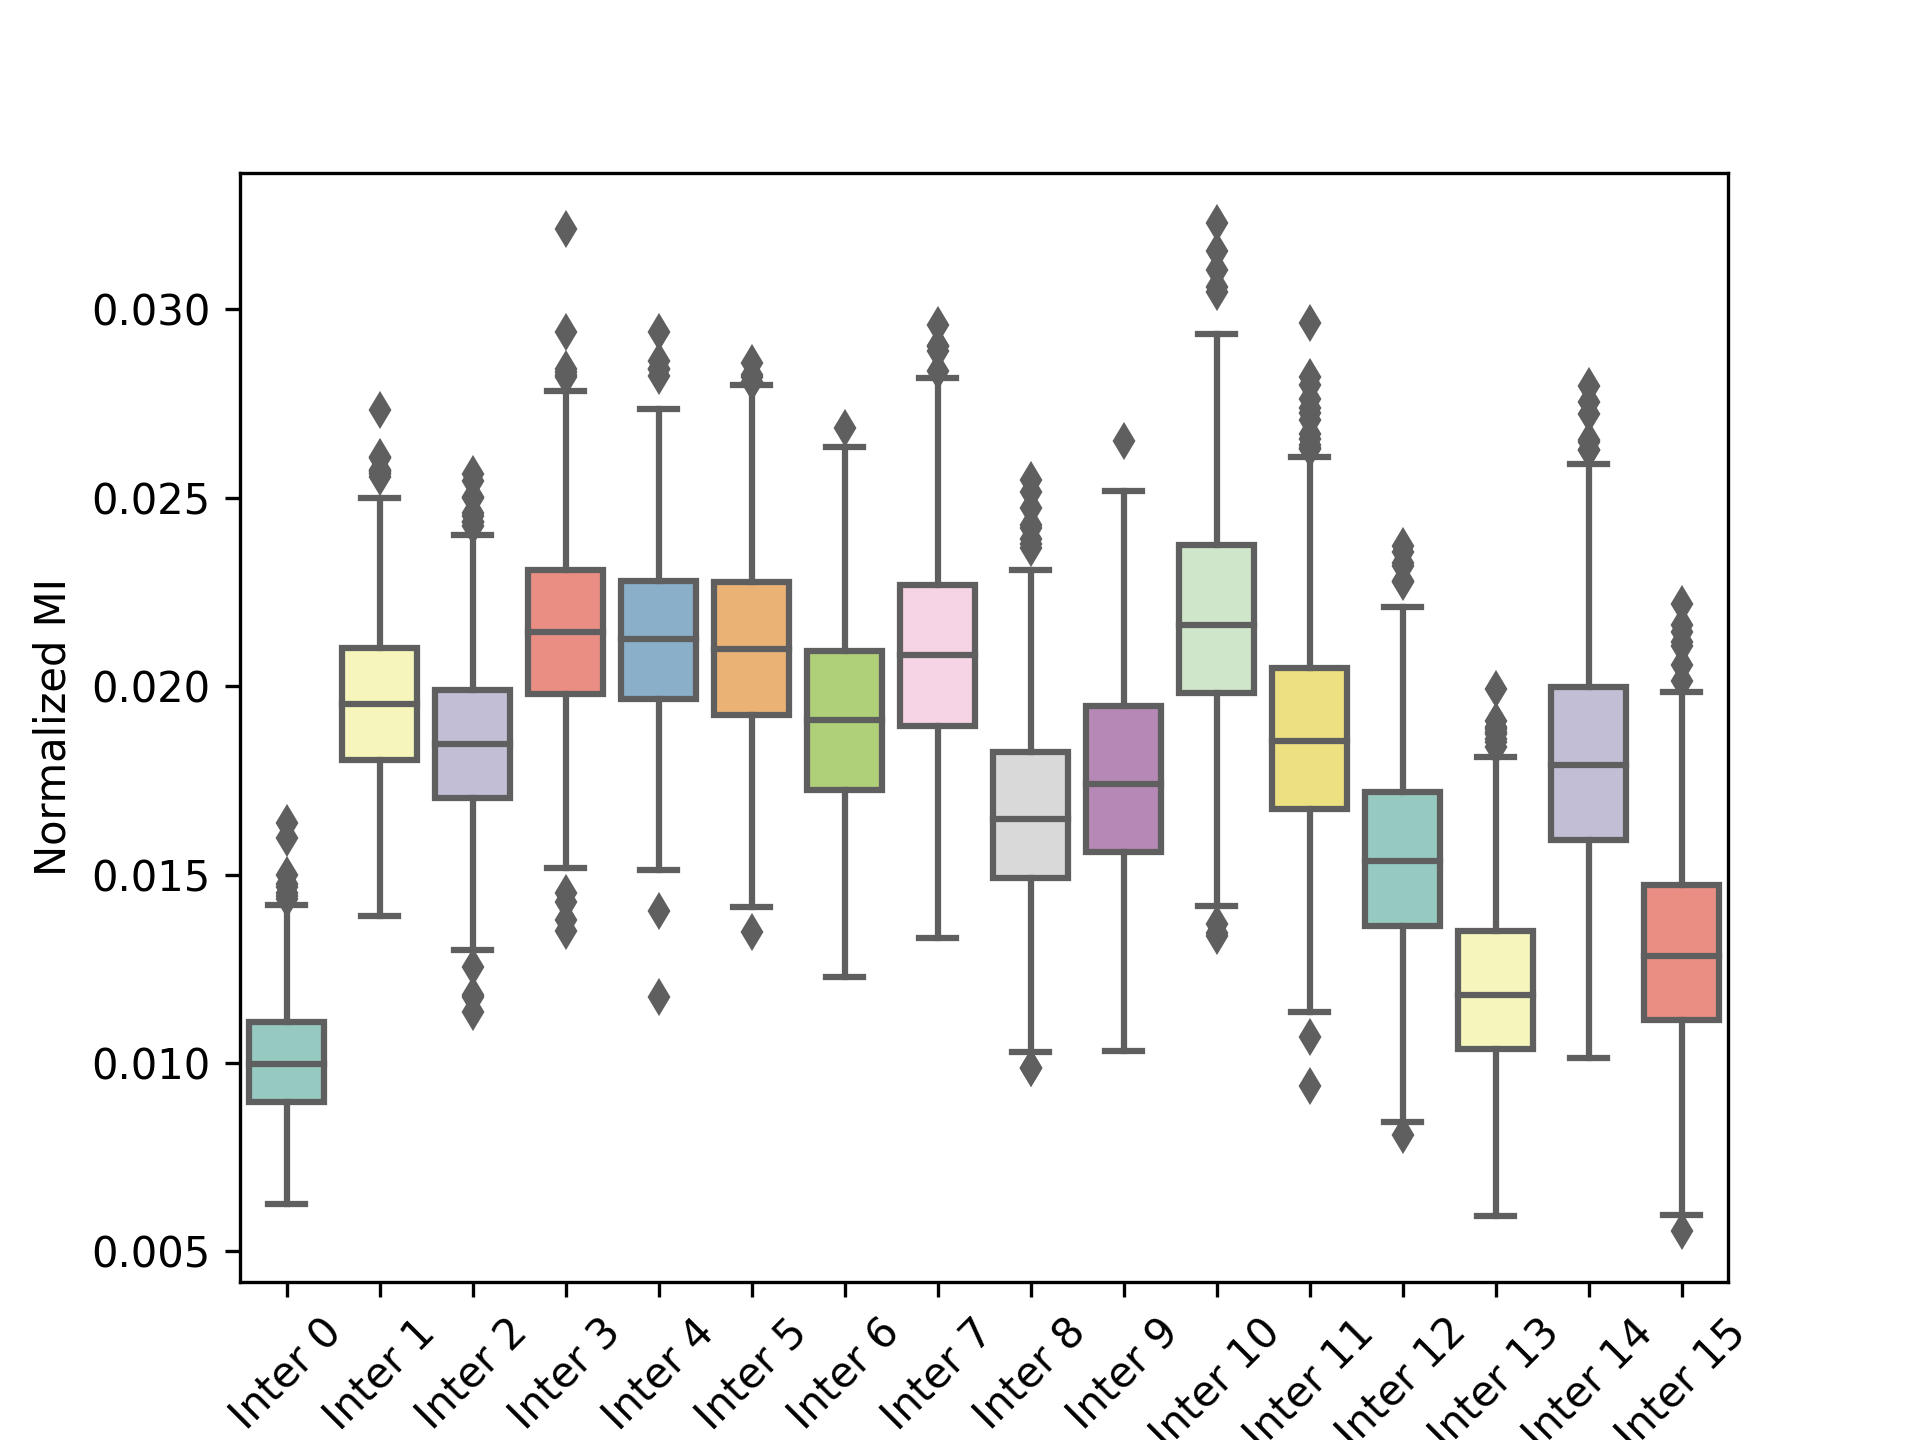 Normalized MI
0.030
0.025
0.020
0.015
0.010
0.005
Inter 0
Inter 1
Inter 2
Inter 3
Inter 4
Inter 5
Inter 6
Inter 7
Inter 8
Inter 9
Inter 10
Inter 11
Inter 12
Inter 13
Inter 14
Inter 15